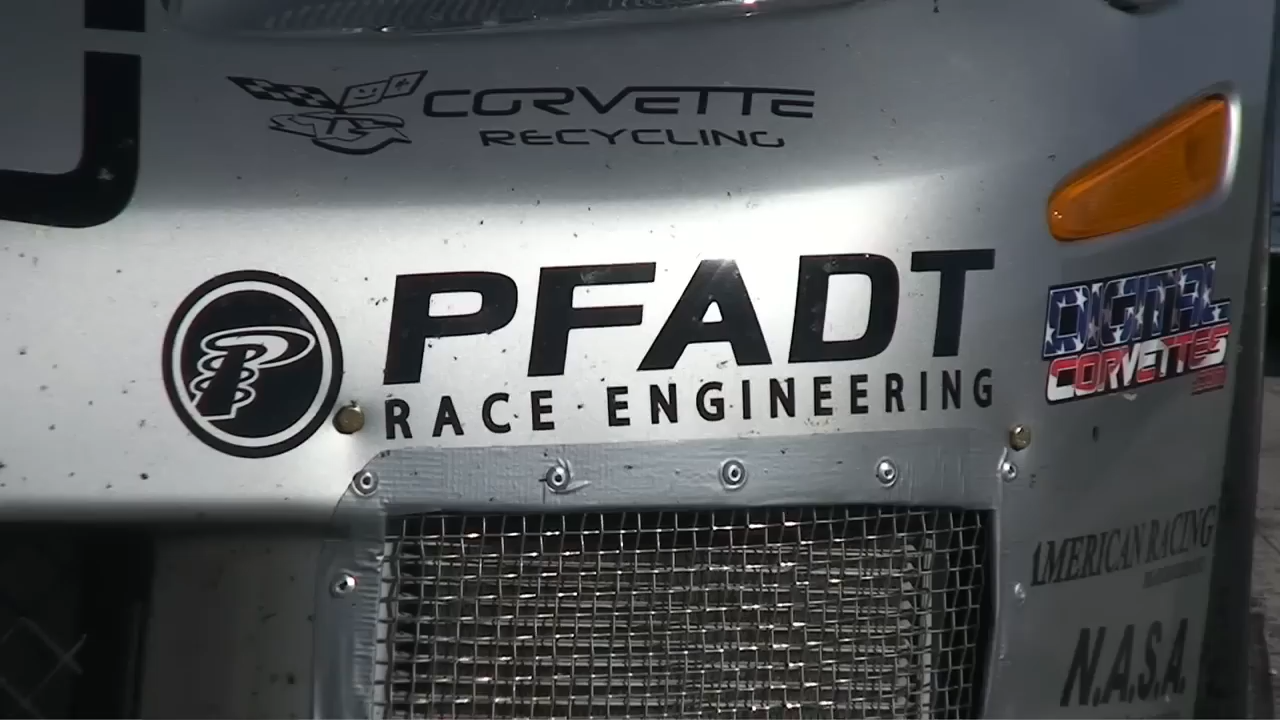 CORVETTE
RECYCLING
PFADT
RACE ENGINEERING
DIGITAL
CORVETTES
AMERICAN RACING
N.A.S.A.